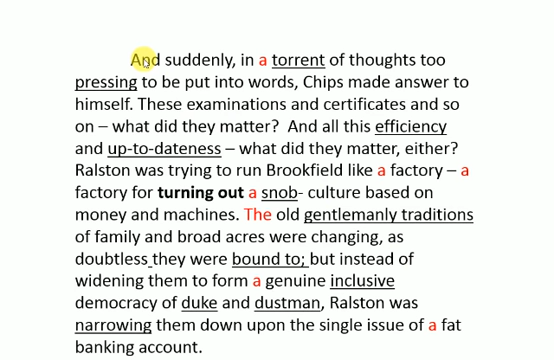 And suddenly, in a torrent of thoughts too
pressing to be put into words, Chips made answer to
himself. These examinations and certificates and so
on – what did they matter? And all this efficiency
and up-to-dateness – what did they matter, either?
Ralston was trying to run Brookfield like a factory – a
factory for turning out a snob- culture based on
money and machines. The old gentlemanly traditions
of family and broad acres were changing, as
doubtless they were bound to; but instead of
widening them to form a genuine inclusive
democracy of duke and dustman, Ralston was
narrowing them down upon the single issue of a fat
banking account.